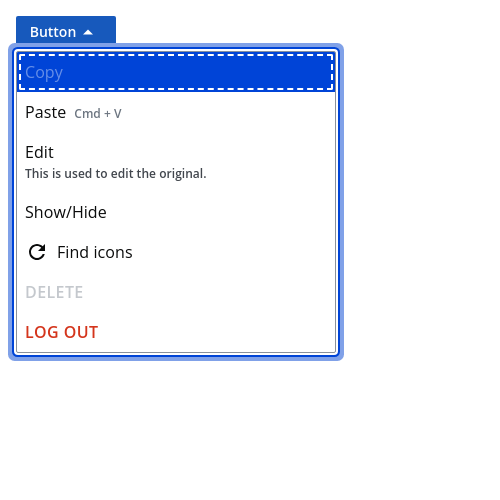 Button
Copy
Paste Cmd + V
Edit
This is used to edit the original.
Show/Hide
Find icons
DELETE
LOG OUT